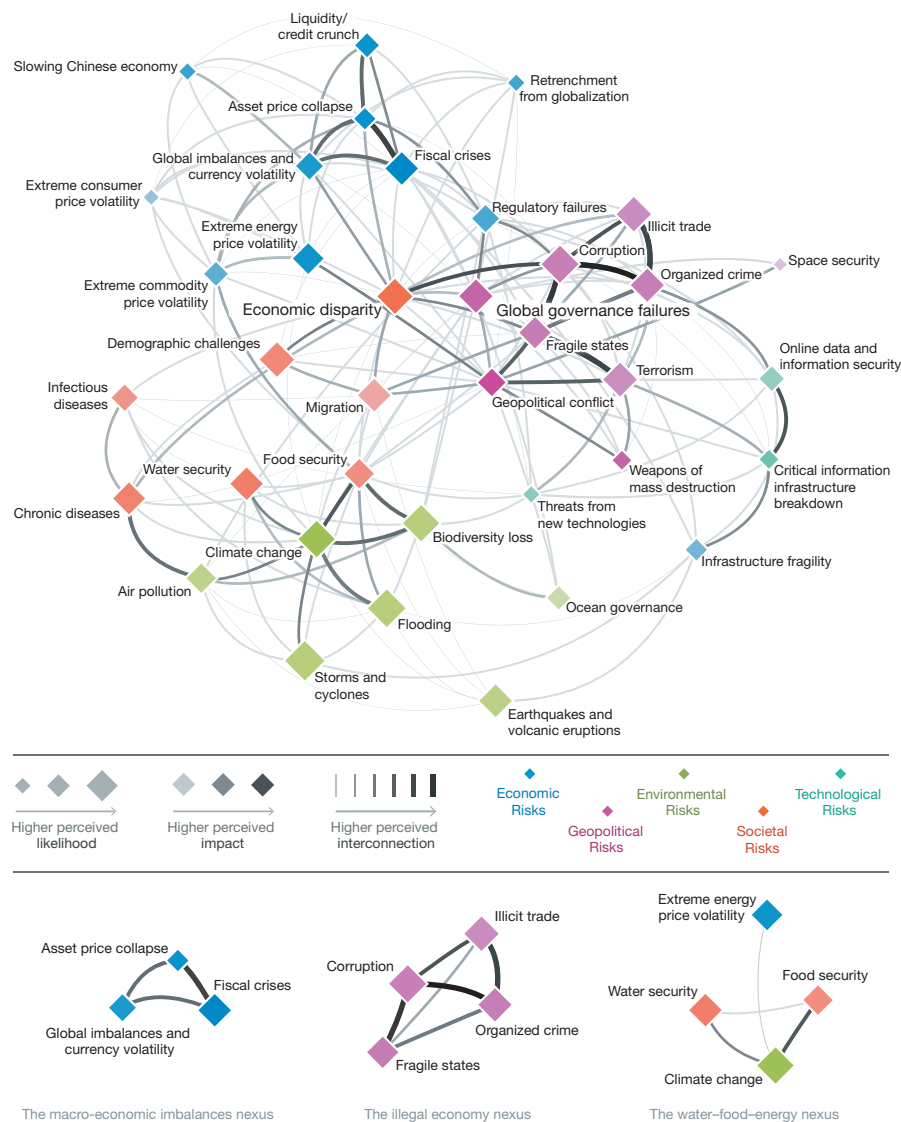 Liquidity/
credit crunch
Slowing Chinese economy
Retrenchment
from globalization
Asset price collapse
Global imbalances and
currency volatility
Fiscal crises
Extreme consumer
price volatility
Regulatory failures
Illicit trade
Extreme energy
price volatility
Corruption
Space security
Organized crime
Extreme commodity
price volatility
Economic disparity
Global governance failures
Demographic challenges
Fragile states
Online data and
information security
Terrorism
Infectious
diseases
Migration
Geopolitical conflict
Food security
Water security
Weapons of
mass destruction
Critical information
infrastructure
breakdown
Chronic diseases
Threats from
new technologies
Biodiversity loss
Climate change
Infrastructure fragility
Air pollution
Ocean governance
Flooding
Storms and
cyclones
Earthquakes and
volcanic eruptions
Higher perceived
likelihood
Higher perceived
impact
Higher perceived
interconnection
Economic
Risks
Geopolitical
Risks
Environmental
Risks
Societal
Risks
Technological
Risks
Asset price collapse
Fiscal crises
Global imbalances and
currency volatility
The macro-economic imbalances nexus
Illicit trade
Corruption
Organized crime
Fragile states
The illegal economy nexus
Extreme energy
price volatility
Food security
Water security
Climate change
The water–food–energy nexus